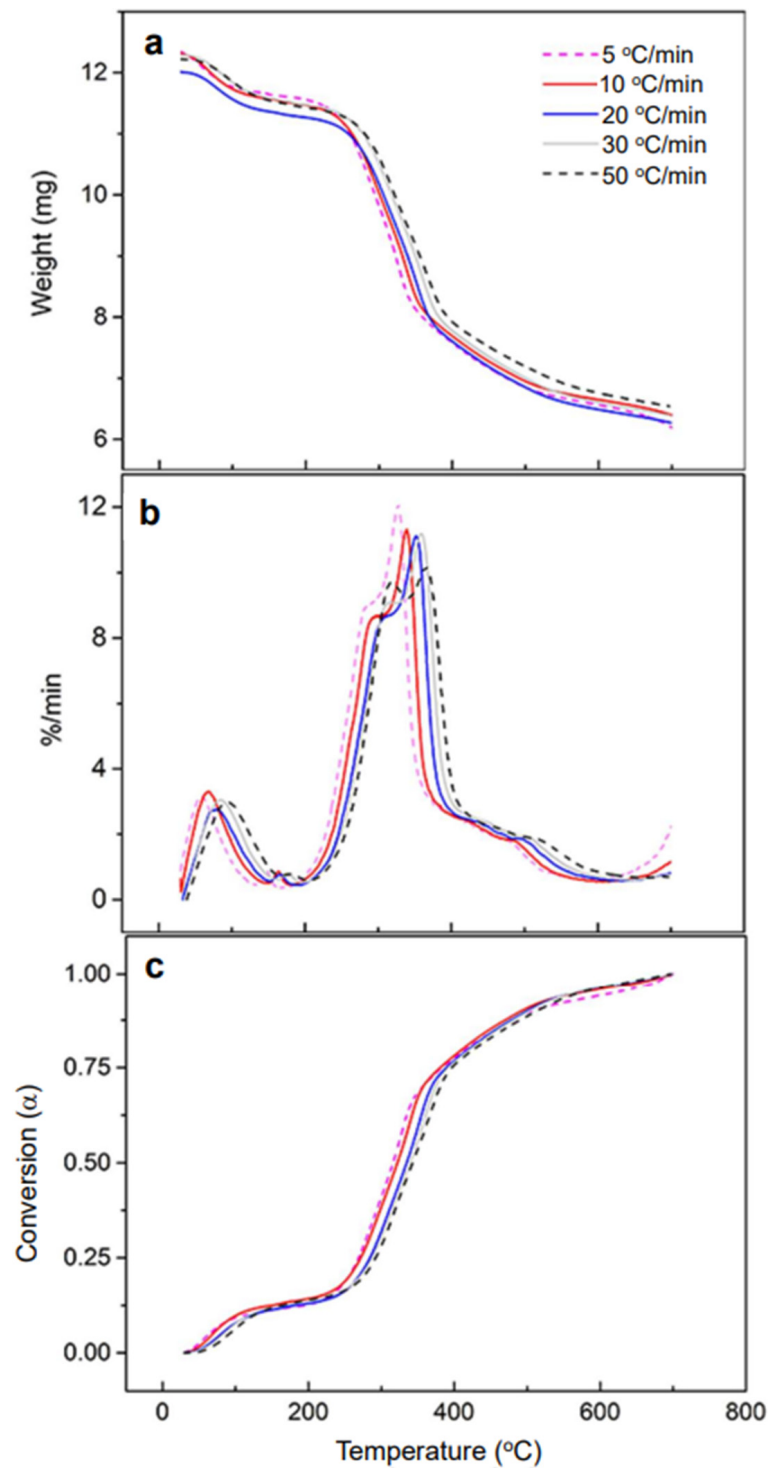 a
5 °C/min
10 °C/min
20 °C/min
30 °C/min
50 °C/min
12
10
8
6
Weight (mg)
b
12
8
4
0
%/min
c
1.00
0.75
0.50
0.25
0.00
Conversion (α)
0 200 400 600 800
Temperature (°C)